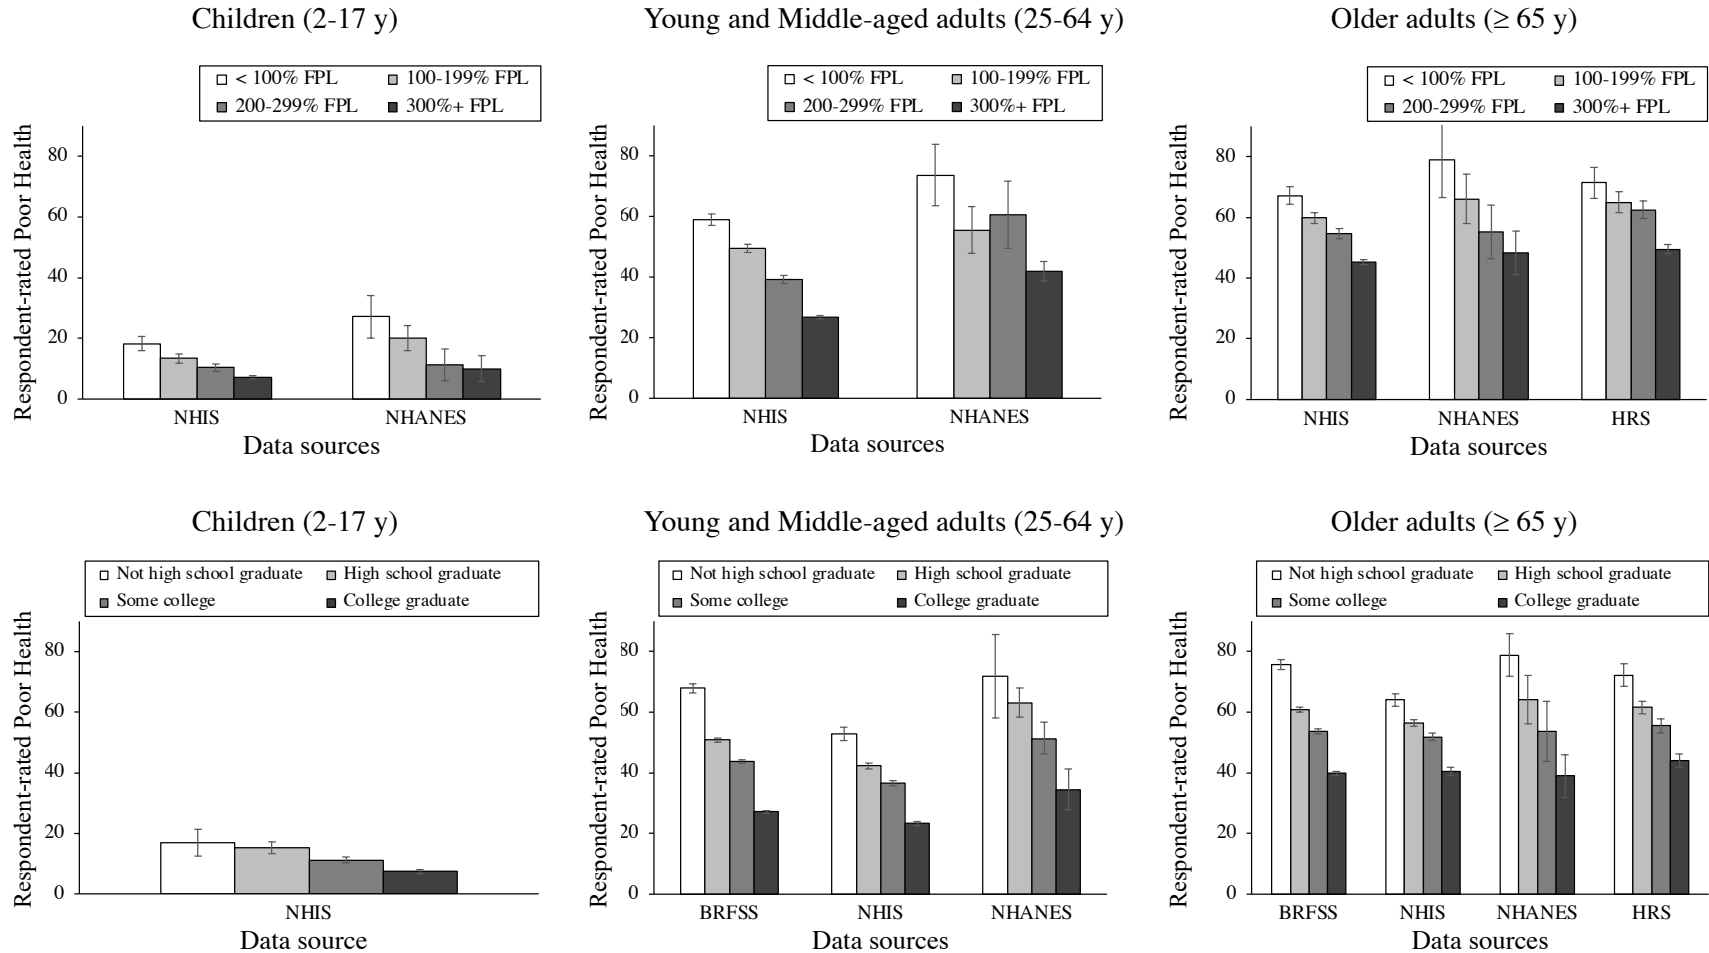 Children (2-17 y)
< 100% FPL 100-199% FPL
200-299% FPL 300%+ FPL
Respondent-rated Poor Health
80
60
40
20
0
NHIS NHANES
Data sources
Young and Middle-aged adults (25-64 y)
< 100% FPL 100-199% FPL
200-299% FPL 300%+ FPL
Respondent-rated Poor Health
80
60
40
20
0
NHIS NHANES
Data sources
Older adults (≥ 65 y)
< 100% FPL 100-199% FPL
200-299% FPL 300%+ FPL
Respondent-rated Poor Health
80
60
40
20
0
NHIS NHANES HRS
Data sources
Children (2-17 y)
Not high school graduate High school graduate
Some college College graduate
Respondent-rated Poor Health
80
60
40
20
0
NHIS
Data source
Young and Middle-aged adults (25-64 y)
Not high school graduate High school graduate
Some college College graduate
Respondent-rated Poor Health
80
60
40
20
0
BRFSS NHIS NHANES
Data sources
Older adults (≥ 65 y)
Not high school graduate High school graduate
Some college College graduate
Respondent-rated Poor Health
80
60
40
20
0
BRFSS NHIS NHANES HRS
Data sources